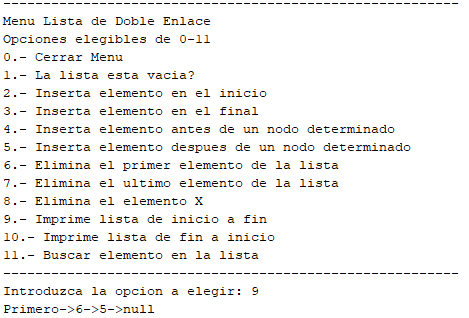 ---------------------------------------------------------
Menu Lista de Doble Enlace
Opciones elegibles de 0-11
0.- Cerrar Menu
1.- La lista esta vacia?
2.- Inserta elemento en el inicio
3.- Inserta elemento en el final
4.- Inserta elemento antes de un nodo determinado
5.- Inserta elemento despues de un nodo determinado
6.- Elimina el primer elemento de la lista
7.- Elimina el ultimo elemento de la lista
8.- Elimina el elemento X
9.- Imprime lista de inicio a fin
10.- Imprime lista de fin a inicio
11.- Buscar elemento en la lista
---------------------------------------------------------
Introduzca la opcion a elegir: 9
Primero->6->5->null